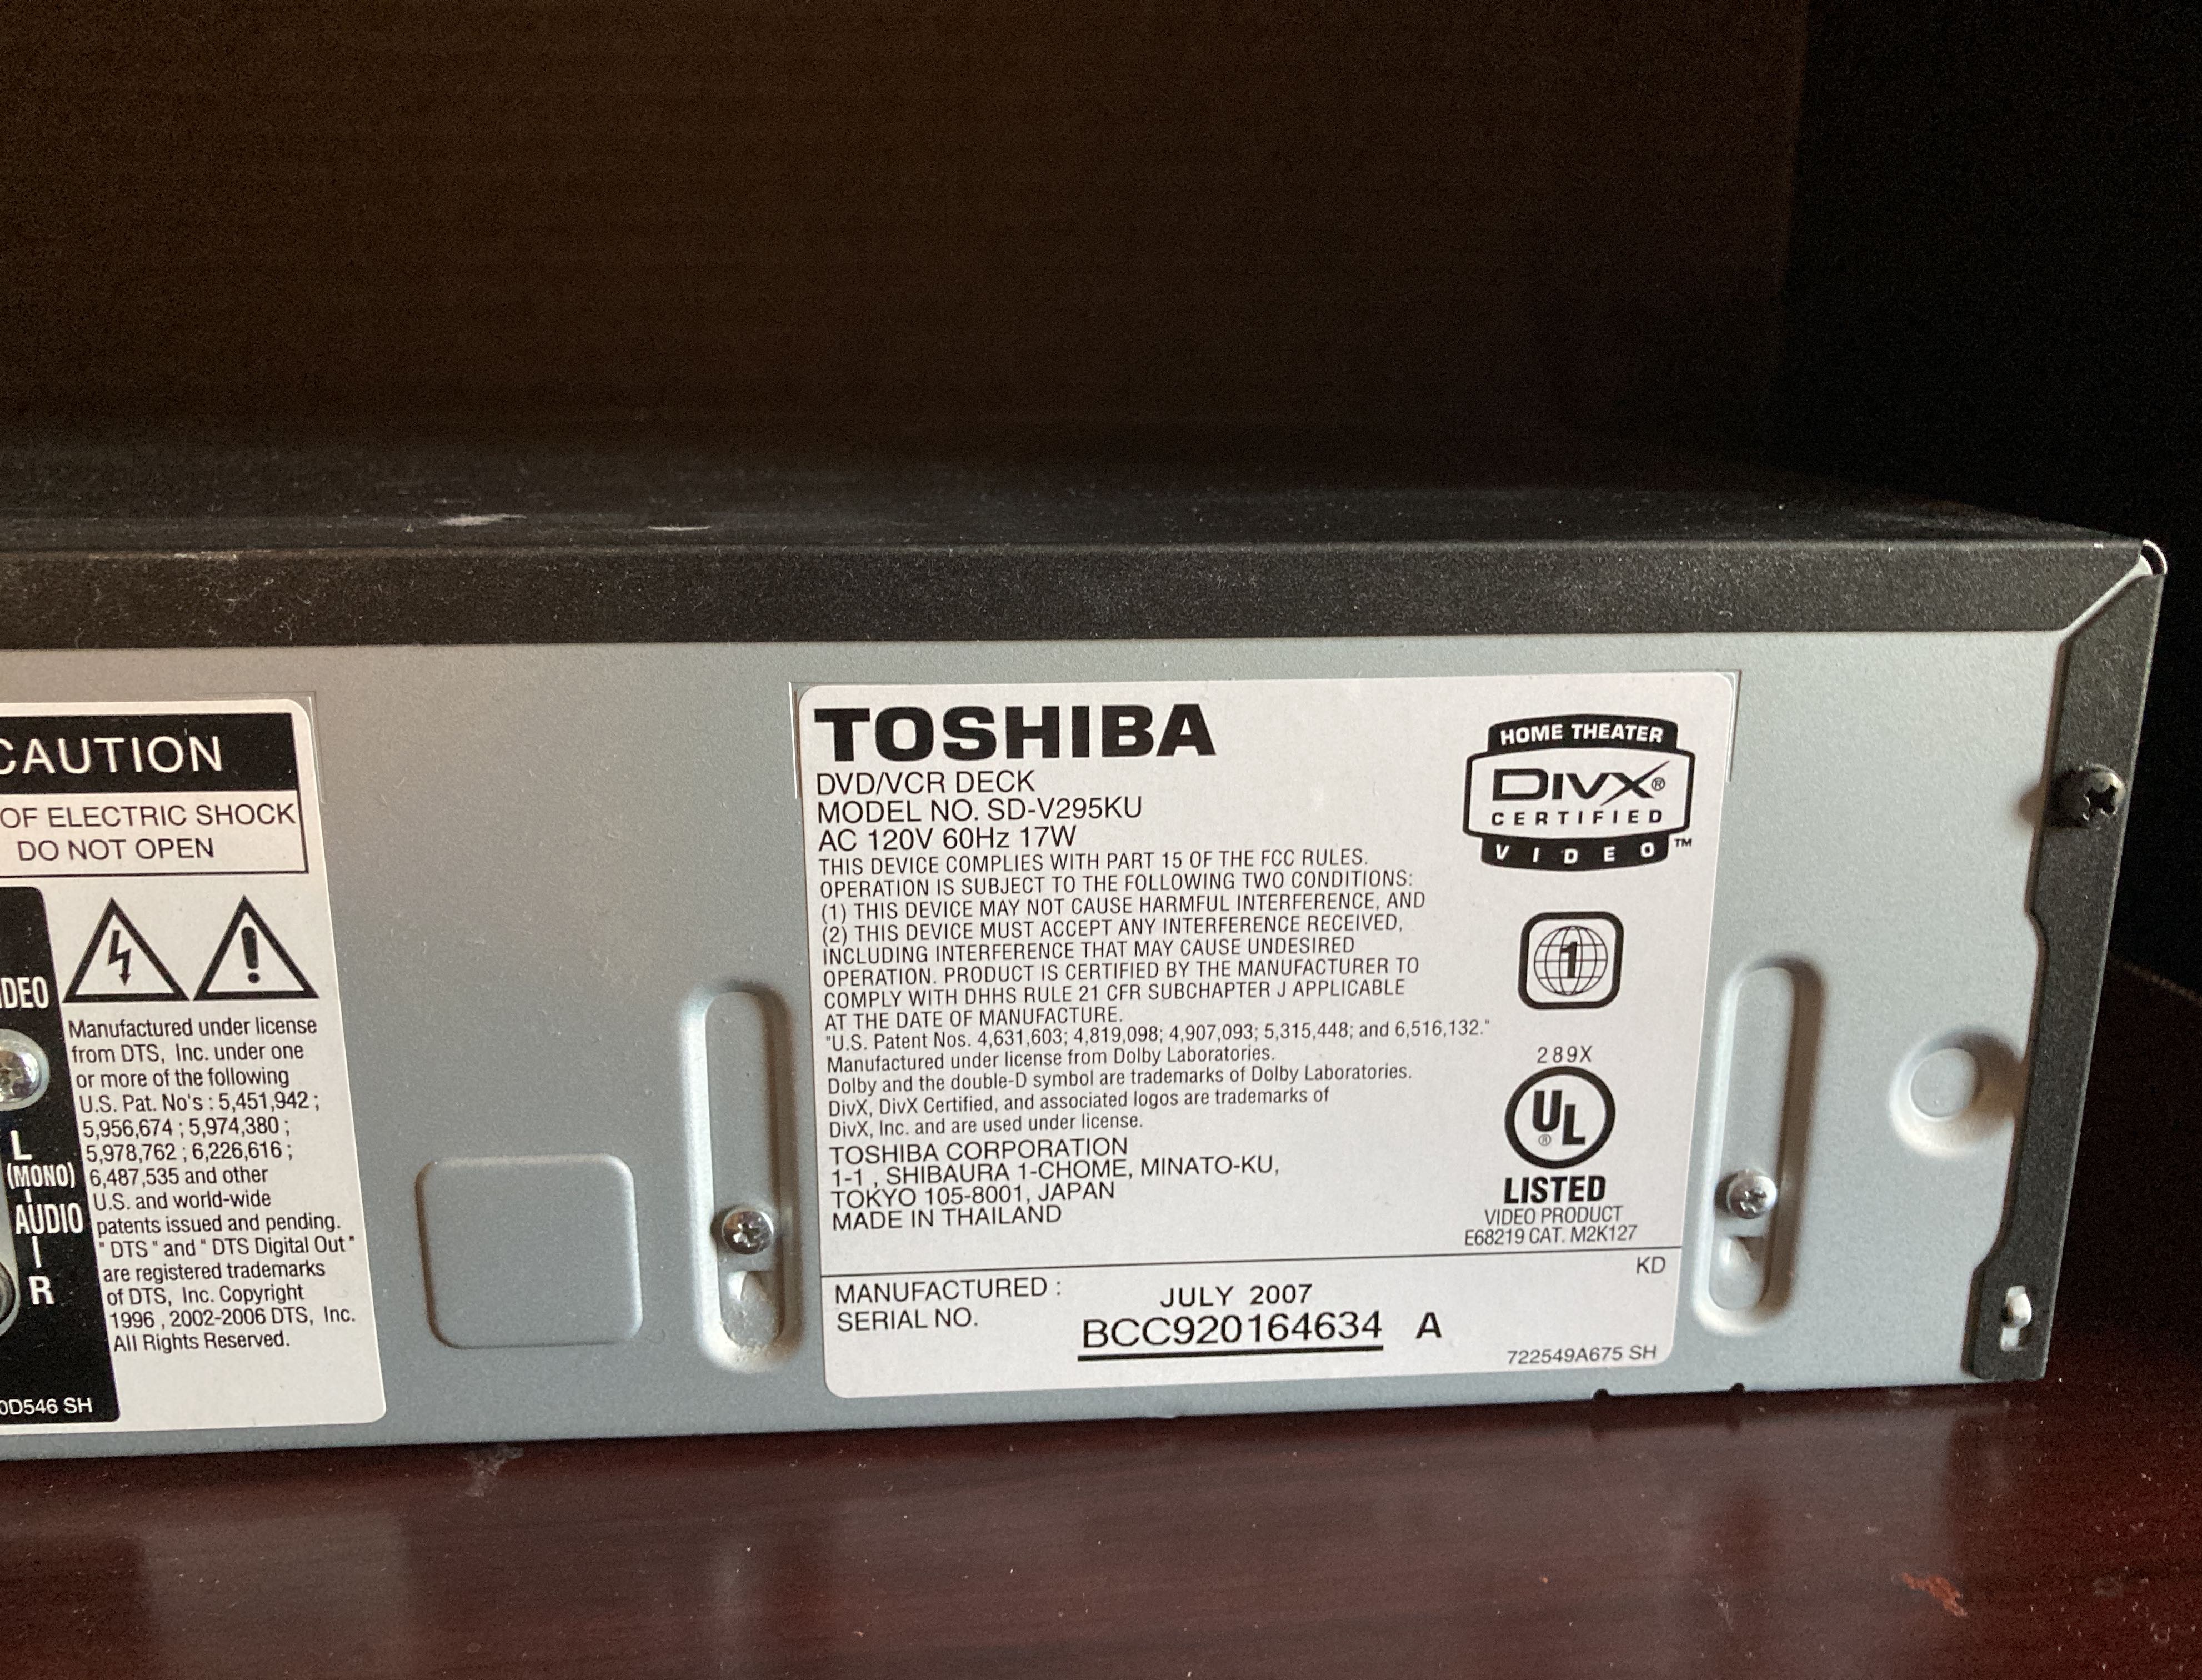 CAUTION
OF ELECTRIC SHOCK
DO NOT OPEN
Manufactured under license
from DTS, Inc. under one
or more of the following
U.S. Pat. No's : 5,451,942 ;
5,956,674 ; 5,974,380 ;
5,978,762 ; 6,226,616 ;
6,487,535 and other
U.S. and world-wide
patents issued and pending.
" DTS " and " DTS Digital Out "
are registered trademarks
of DTS, Inc. Copyright
1996 , 2002-2006 DTS, Inc.
All Rights Reserved.
L
(MONO)
AUDIO
R
0D546 SH
TOSHIBA
DVD/VCR DECK
MODEL NO. SD-V295KU
AC 120V 60Hz 17W
THIS DEVICE COMPLIES WITH PART 15 OF THE FCC RULES.
OPERATION IS SUBJECT TO THE FOLLOWING TWO CONDITIONS:
(1) THIS DEVICE MAY NOT CAUSE HARMFUL INTERFERENCE, AND
(2) THIS DEVICE MUST ACCEPT ANY INTERFERENCE RECEIVED,
INCLUDING INTERFERENCE THAT MAY CAUSE UNDESIRED
OPERATION. PRODUCT IS CERTIFIED BY THE MANUFACTURER TO
COMPLY WITH DHHS RULE 21 CFR SUBCHAPTER J APPLICABLE
AT THE DATE OF MANUFACTURE.
"U.S. Patent Nos. 4,631,603; 4,819,098; 4,907,093; 5,315,448; and 6,516,132."
Manufactured under license from Dolby Laboratories.
Dolby and the double-D symbol are trademarks of Dolby Laboratories.
DivX, DivX Certified, and associated logos are trademarks of
DivX, Inc. and are used under license.
TOSHIBA CORPORATION
1-1 , SHIBAURA 1-CHOME, MINATO-KU,
TOKYO 105-8001, JAPAN
MADE IN THAILAND
HOME THEATER
DIVX®
CERTIFIED
VIDEO™
1
289X
UL®
LISTED
VIDEO PRODUCT
E68219 CAT. M2K127
KD
MANUFACTURED : JULY 2007
SERIAL NO. BCC920164634 A
722549A675 SH